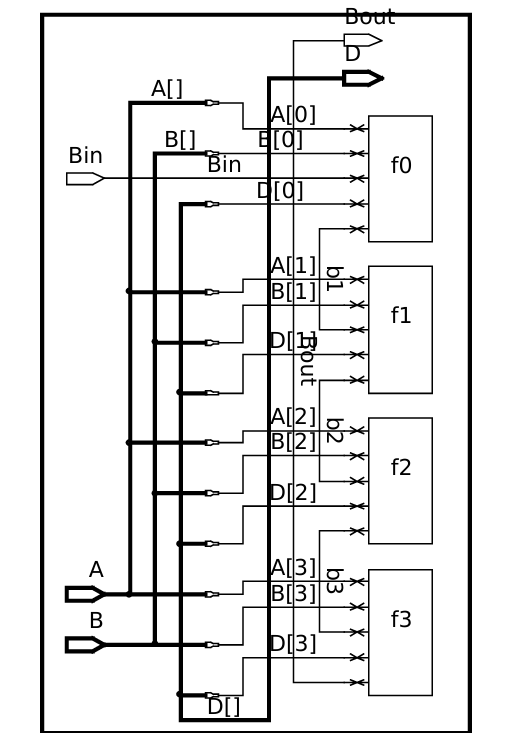 Bout
D
A[]
A[0]
B[]
B[0]
Bin
Bin
f0
D[0]
A[1]
b1
B[1]
f1
D[1]
Bout
A[2]
b2
B[2]
f2
D[2]
A
A[3]
b3
B[3]
B
f3
D[3]
D[]